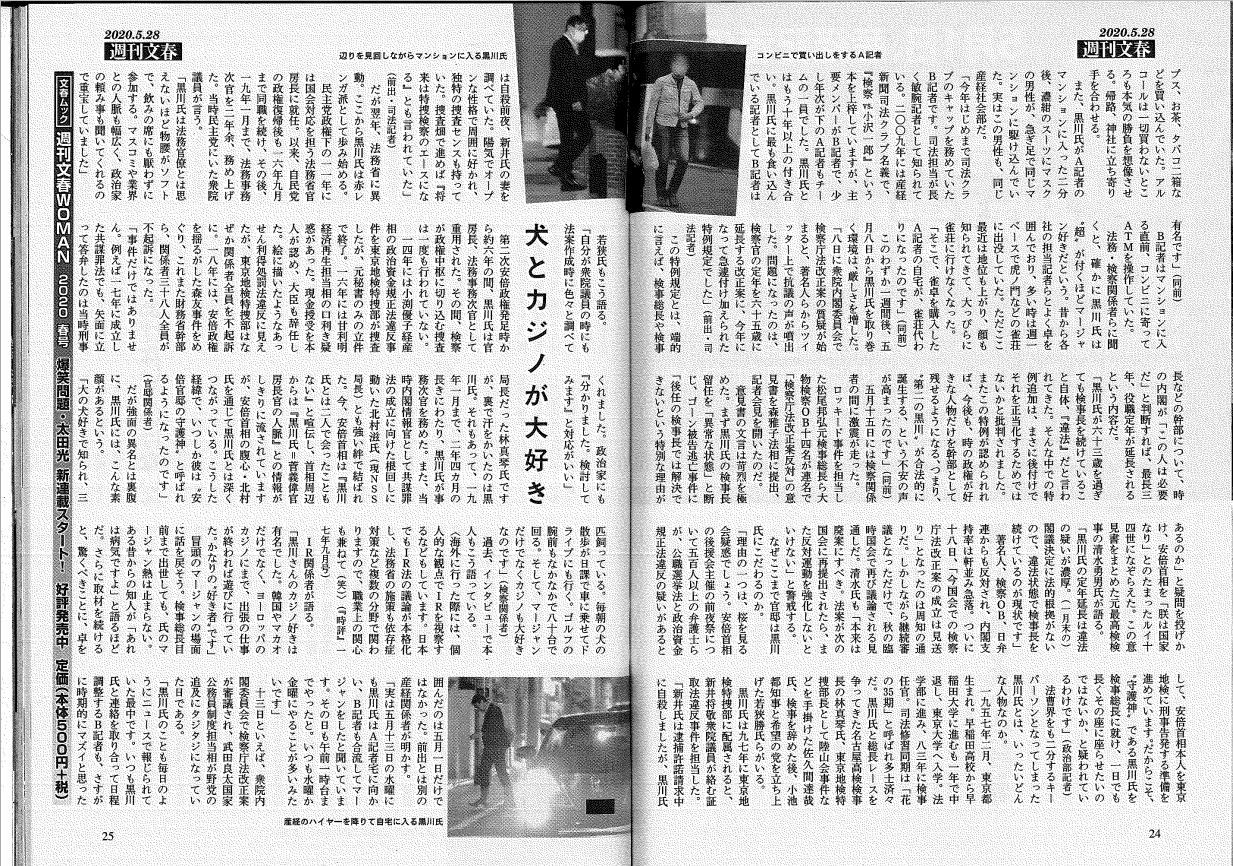 2020.5.28
週刊文春
コンビニで買い出しをするA記者
プス、お茶、タバコ二箱な
どを買い込んでいた。アル
コールは一切買わないとこ
ろも本気の勝負を想像させ
る。帰路、神社に立ち寄り
手を合わせる。
また、黒川氏がA記者の
マンションに入った二分
後、濃紺のスーツにマスク
の男性が、急ぎ足で同じマ
ンションに駆け込んでい
た。実はこの男性も、同じ
産経社会部だ。
「今年はじめまで司法クラ
ブのキャップを務めていた
B記者です。司法担当が長
く敏腕記者として知られて
いる。二〇〇九年には産経
新聞司法クラブ名義で、
『検察 vs.小沢一郎』という
本を上梓していますが、主
要メンバーがB記者で、少
し年次が下のA記者もチー
ムの一員でした。黒川氏と
はもう十年以上の付き合
い。黒川氏に最も食い込ん
でいる記者としてB記者は
有名です」(同前)
B記者はマンションに入
る直前、コンビニに寄って
ATMを操作していた。
法務・検察関係者らに聞
くと、確かに黒川氏は
〝超〟が付くほどマージャ
ン好きだという。昔から各
社の担当記者らとよく卓を
囲んでおり、多い時は週一
ペースで虎ノ門などの雀荘
に出没していた。ただここ
最近は地位も上がり、顔も
知られてきて、大っぴらに
雀荘に行けなくなった。
「そこで、雀卓を購入した
A記者の自宅が、雀荘代わ
りになったのです」(同前)
このわずか一週間後、五
月八日から黒川氏を取り巻
く環境は、厳しさを増した。
「八日に衆院内閣委員会で
検察庁法改正案の質疑が始
まると、著名人からツイ
ッター上で抗議の声が噴出
した。問題になったのは、
検察官の定年を六十五歳に
延長する改正案に、今年に
なって急遽付け加えられた
特例規定でした」(前出・司
法記者)
この特例規定とは、端的
に言えば、検事総長や検事
長などの幹部について、時
の内閣が「この人は必要
だ」と判断すれば、最長三
年、役職定年が延長される
という内容だ。
「黒川氏が六十三歳を過ぎ
ても検事長を続けているこ
と自体、『違法』だと言わ
れてきた。そんな中での特
例追加は、まさに後付けで
それを正当化するためでは
ないかと批判されました。
またこの特例が認められれ
ば、今後も、時の政権が好
きな人物だけを幹部として
残せるようになる。つまり、
〝第二の黒川〟が合法的に
誕生する、という不安の声
が高まったのです」(同前)
五月十五日には検察関係
者の間に激震が走った。
ロッキード事件を担当し
た松尾邦弘元検事総長ら大
物検察OB十四名が連名で
「検察庁法改正案反対」の意
見書を森雅子法相に提出、
記者会見を開いたのだ。
意見書の文言は苛烈を極
めた。まず黒川氏の検事長
留任を「異常な状態」と断
じ、ゴーン被告逃亡事件に
「後任の検事長では解決で
きないという特別な理由が
あるのか」と疑問を投げか
け、安倍首相を「朕は国家
なり」とのたまったルイ十
四世になぞらえた。この意
見書をまとめた元最高検検
事の清水勇男氏が語る。
「黒川氏の定年延長は違法
の疑いが濃厚。(一月末の)
閣議決定に法的根拠がない
ので、違法状態で検事長を
続けているのが現状です」
著名人、検察OB、日弁
連からも反対され、内閣支
持率は軒並み急落。ついに
十八日、「今国会での検察
庁法改正案の成立は見送
り」となったのは周知の通
りだ。しかしながら継続審
議となっただけで、秋の臨
時国会で再び議論される見
通しだ。清水氏も「本来は
廃案にすべき。法案が次の
国会に再提出されたら、ま
た反対運動を強化しないと
いけない」と警戒する。
なぜここまで官邸は黒川
氏にこだわるのか。
「理由の一つは、桜を見る
会疑惑でしょう。安倍首相
の後援会主催の前夜祭につ
いて五百人以上の弁護士ら
が、公職選挙法と政治資金
規正法違反の疑いがあると
して、安倍首相本人を東京
地検に刑事告発する準備を
進めています。だからこそ、
〝守護神〟である黒川氏を
検事総長に就け、一日でも
長くその座に座らせたいの
ではないか、と疑われてい
るわけです」(政治部記者)
法曹界をも二分するキー
パーソンとなってしまった
黒川氏とは、いったいどん
な人物なのか。
一九五七年二月、東京都
生まれ。早稲田高校から早
稲田大学に進むも一年で中
退し、東京大学へ入学。法
学部に進み、八三年に検事
任官。司法修習同期は「花
の35期」と呼ばれ多士済々
だ。黒川氏と総長レースを
争ってきた名古屋高検検事
長の林真琴氏、東京地検特
捜部長として陸山会事件な
どを手掛けた佐久間達哉
氏、検事を辞めた後、小池
都知事と希望の党を立ち上
げた若狭勝氏らがいる。
黒川氏は九七年に東京地
検特捜部に配属されると、
新井将敬衆院議員が絡む証
取法違反事件を担当した。
「新井氏は逮捕許諾請求中
に自殺しましたが、黒川氏
24
2020.5.28
週刊文春
辺りを見回しながらマンションに入る黒川氏
は自殺前夜、新井氏の妻を
調べていた。陽気でオープ
ンな性格で周囲に好かれ、
独特の捜査センスも持って
いた。捜査畑で進めば『将
来は特捜検察のエースにな
る』とも言われていた」
(前出・司法記者)
だが翌年、法務省に異
動。ここから黒川氏は赤レ
ンガ派として歩み始める。
民主党政権下の一一年に
は国会対応を担う法務省官
房長に就任。以来、自民党
の政権復帰後も一六年九月
まで同職を続け、その後、
一九年一月まで、法務事務
次官を二年余、務め上げ
た。当時民主党にいた衆院
議員が言う。
「黒川氏は法務官僚とは思
えないほど物腰がソフト
で、飲みの席にも厭わずに
参加する。マスコミや業界
との人脈も幅広く、政治家
の頼み事も聞いてくれるの
で重宝していました」
犬とカジノが大好き
若狭氏もこう語る。
「自分が衆院議員の時にも
法案作成時に色々と調べて
第二次安倍政権発足時か
ら約六年の間、黒川氏は官
房長、法務事務次官として
重用された。その間、検察
が政権中枢に切り込む捜査
は一度も行われていない。
一四年には小渕優子経産
相の政治資金規正法違反事
件を東京地検特捜部が捜査
したが、元秘書のみの立件
で終了。一六年には甘利明
経済再生担当相の口利き疑
惑があった。現金授受を本
人が認め、大臣も辞任し
た。絵に描いたようなあっ
せん利得処罰法違反に見え
たが、東京地検特捜部はな
ぜか関係者全員を不起訴
に。一八年には、安倍政権
を揺るがした森友事件をめ
ぐり、これまた財務省幹部
ら、関係者三十八人全員が
不起訴になった。
「事件だけではありませ
ん。例えば一七年に成立し
た共謀罪法でも、矢面に立
って答弁したのは当時刑事
くれました。政治家にも
『分かりました。検討して
みます』と対応がいい」
局長だった林真琴氏です
が、裏で汗をかいたのは黒
川氏。それもあって、一九
年一月まで、二年四カ月の
長きにわたり、黒川氏が事
務次官を務めた。また、当
時内閣情報官として共謀罪
法の成立に向けた根回しに
動いた北村滋氏(現NSS
局長)とも強い絆で結ばれ
た。今、安倍首相は『黒川
氏とは二人で会ったことも
ない』と喧伝し、首相周辺
からは『黒川氏=菅義偉官
房長官の人脈』との情報が
しきりに流されています
が、安倍首相の腹心・北村
氏を通じて黒川氏とは深く
つながっている。こうした
経緯で、いつしか彼は〝安
倍官邸の守護神〟と呼ばれ
るようになったのです」
(官邸関係者)
だが強面の異名とは裏腹
に、黒川氏には、こんな素
顔があるという。
「大の犬好きで知られ、三
匹飼っている。毎朝の犬の
散歩が日課で車に乗せてド
ライブにも行く。ゴルフの
腕前もなかなかで八十台で
回る。そして、マージャン
だけでなくカジノも大好き
なのです」(検察関係者)
過去、インタビューで本
人もこう語っている。
〈海外に行った際には、個
人的な観点でIRを視察す
るなどもしています。日本
でもIR法の議論が本格化
し、法務省の施策も依存症
対策など複数の分野で関わ
りますので、職業上の関心
も兼ねて(笑)〉(『時評』一
七年九月号)
IR関係者が語る。
「黒川さんのカジノ好きは
有名でした。韓国やマカオ
だけでなく、ヨーロッパの
カジノにまで、出張の仕事
が終われば遊びに行ってい
た。かなりの〝好き者〟です」
冒頭のマージャンの場面
に話を戻そう。検事総長目
前まで出世しても、氏のマ
ージャン熱は止まらない。
ある昔からの知人が「あれ
は病気ですよ」と語るほど
だ。さらに取材を続ける
と、驚くべきことに、卓を
囲んだのは五月一日だけで
はなかった。前出とは別の
産経関係者が明かす。
「実は五月十三日の水曜に
も黒川氏はA記者宅に向か
い、B記者も合流してマー
ジャンをしたと聞いていま
す。その日も午前二時台ま
でやったと。いつも水曜か
金曜にやることが多いみた
いです」
十三日といえば、衆院内
閣委員会で検察庁法改正案
が審議され、武田良太国家
公務員制度担当相が野党の
追及にタジタジになってい
た日である。
「黒川氏のことも毎日のよ
うにニュースで報じられて
いた最中です。いつも黒川
氏と連絡を取り合って日程
調整するB記者も、さすが
に時期的にマズイと思った
産経のハイヤーを降りて自宅に入る黒川氏
文春ムック 週刊文春WOMAN 2020 春号 爆笑問題・太田光 新連載スタート! 好評発売中 定価(本体500円+税)
25